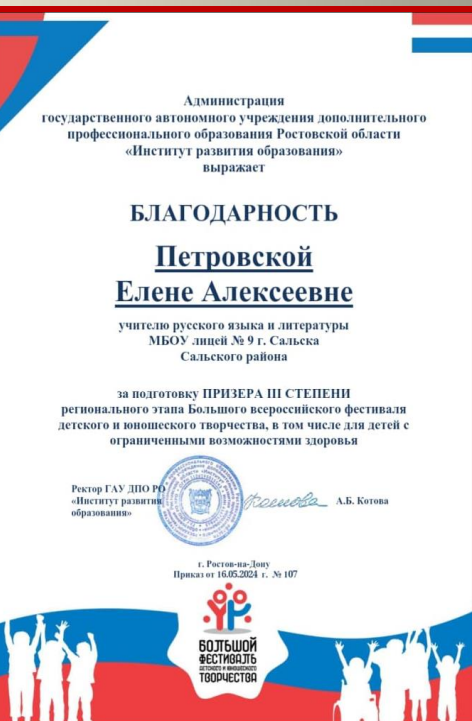 Администрация
государственного автономного учреждения дополнительного
профессионального образования Ростовской области
«Институт развития образования»
выражает
БЛАГОДАРНОСТЬ
Петровской
Елене Алексеевне
учителю русского языка и литературы
МБОУ лицей № 9 г. Сальска
Сальского района
за подготовку ПРИЗЕРА III СТЕПЕНИ
регионального этапа Большого всероссийского фестиваля
детского и юношеского творчества, в том числе для детей с
ограниченными возможностями здоровья
Ректор ГАУ ДПО РО
«Институт развития
образования»
А.Б. Котова
г. Ростов-на-Дону
Приказ от 16.05.2024 г. № 107
БОЛЬШОЙ
ФЕСТИВАЛЬ
ДЕТСКОГО И ЮНОШЕСКОГО
ТВОРЧЕСТВА